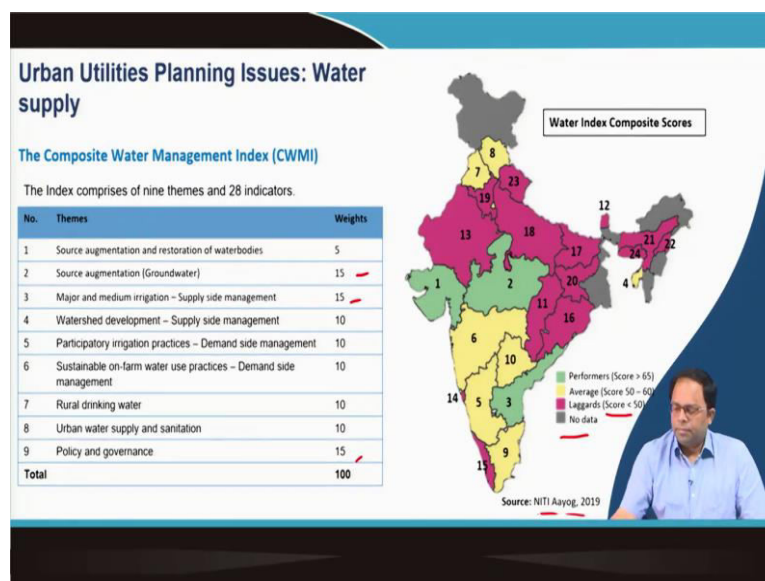 Urban Utilities Planning Issues: Water
supply
The Composite Water Management Index (CWMI)
The Index comprises of nine themes and 28 indicators.
No. Themes Weights
1 Source augmentation and restoration of waterbodies 5
2 Source augmentation (Groundwater) 15
3 Major and medium irrigation – Supply side management 15
4 Watershed development – Supply side management 10
5 Participatory irrigation practices – Demand side management 10
6 Sustainable on-farm water use practices – Demand side
management 10
7 Rural drinking water 10
8 Urban water supply and sanitation 10
9 Policy and governance 15
Total 100
Water Index Composite Scores
8
7
23
19
12
13
18
21
22
17
24
1
2
20
4
11
16
6
10
14
5
3
9
15
Performers (Score > 65)
Average (Score 50 – 60)
Laggards (Score < 50)
No data
Source: NITI Aayog, 2019